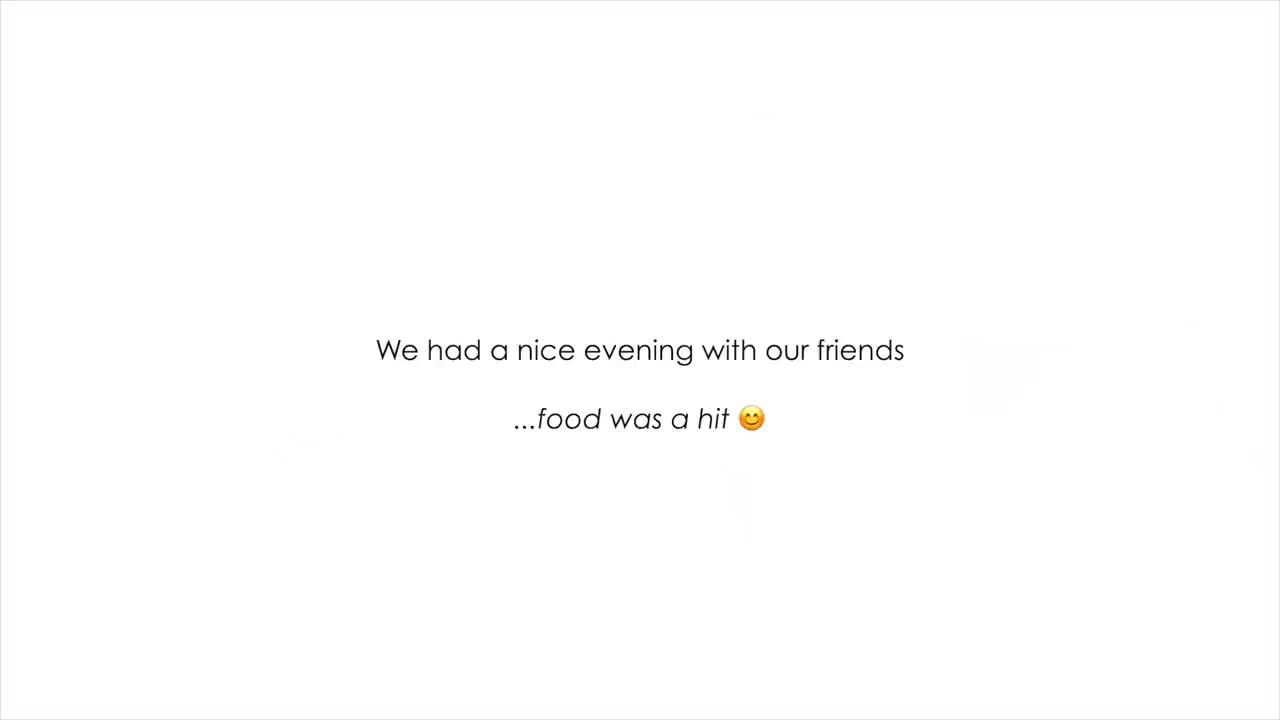 We had a nice evening with our friends
...food was a hit 😊